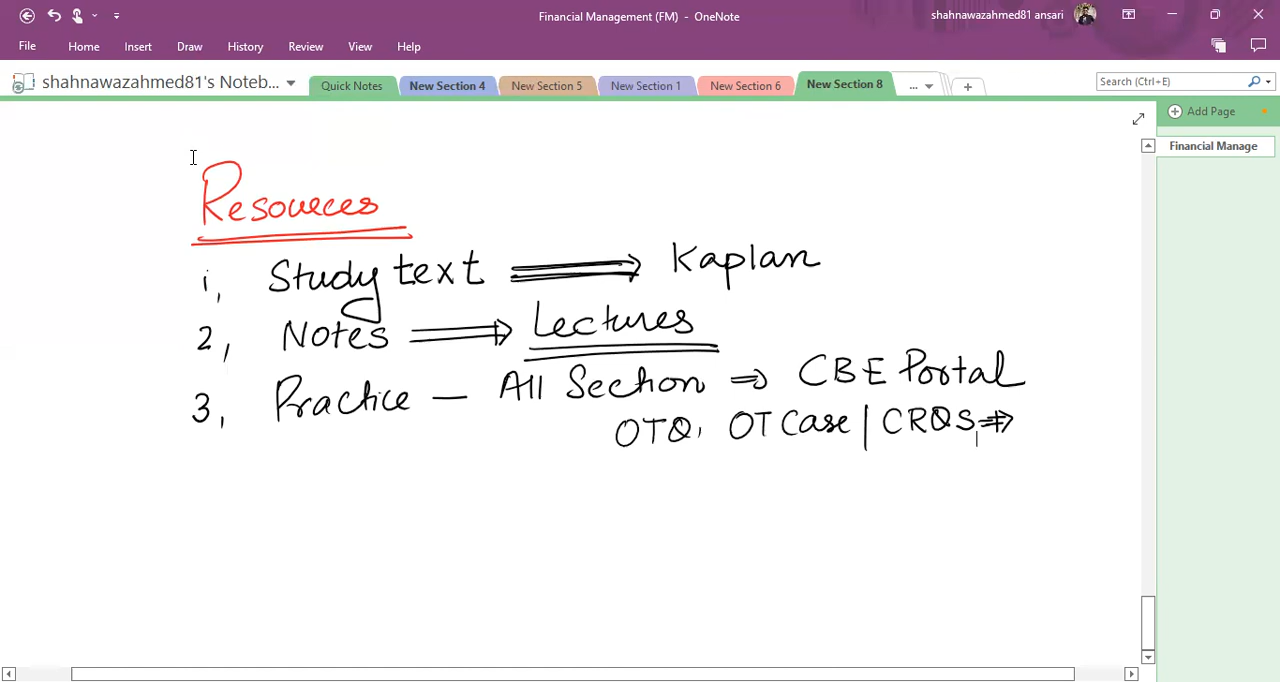 Financial Management (FM) - OneNote
shahnawazahmed81 ansari
File Home Insert Draw History Review View Help
shahnawazahmed81's Noteb...
Quick Notes New Section 4 New Section 5 New Section 1 New Section 6 New Section 8 ...
Search (Ctrl+E)
Add Page
Financial Manage
Resources
1, Study text ⟹ Kaplan
2, Notes ⟹ Lectures
3, Practice — All Section ⇒ CBE Portal
OTQ, OT Case | CRQS ⇒